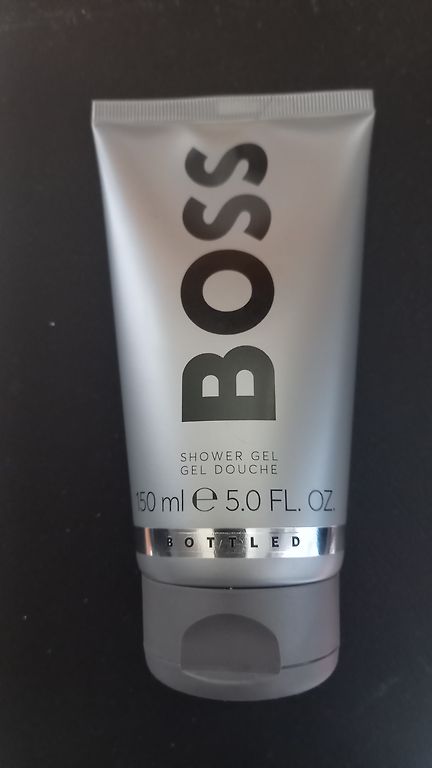 BOSS
SHOWER GEL
GEL DOUCHE
150 ml ℮ 5.0 FL. OZ.
BOTTLED